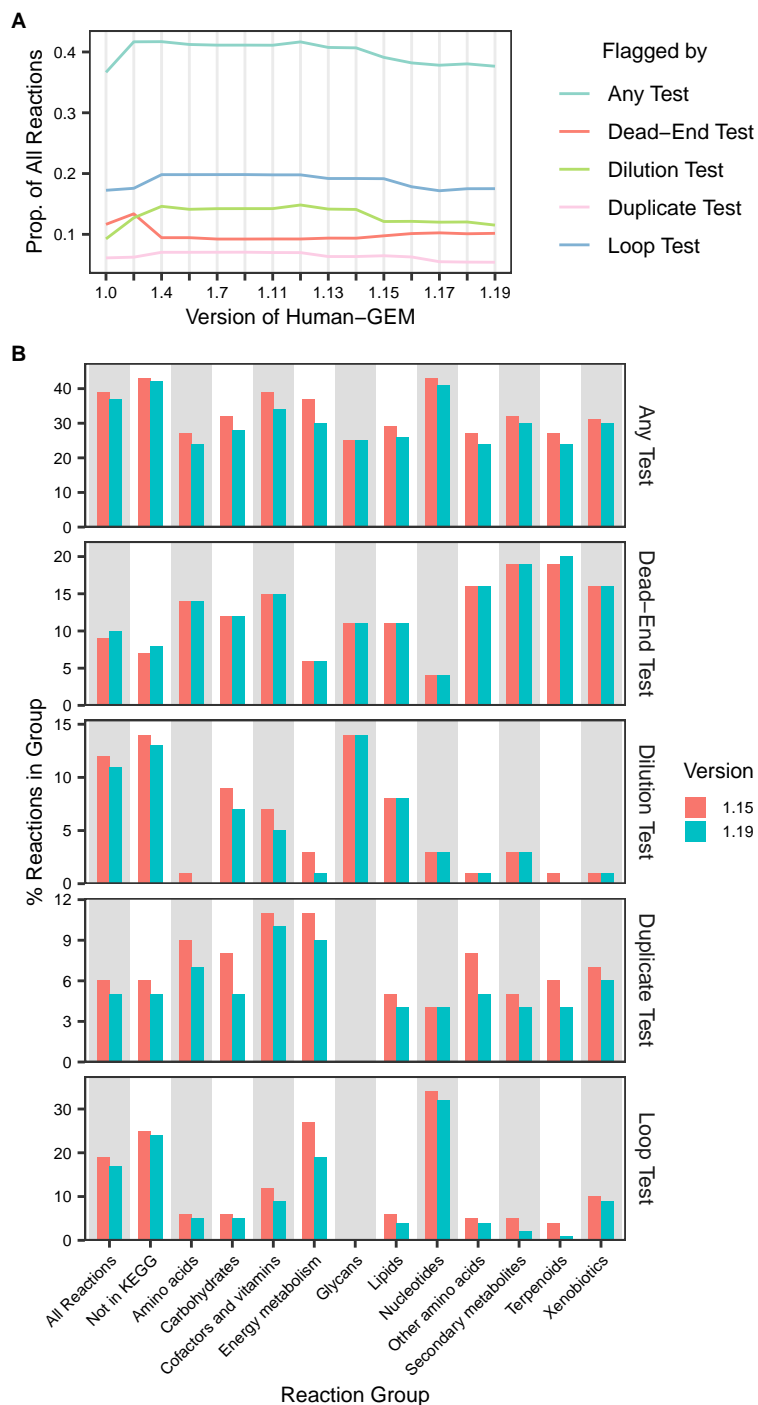 A
Prop. of All Reactions
0.4
0.3
0.2
0.1
1.0
1.4
1.7
1.11
1.13
1.15
1.17
1.19
Version of Human−GEM
Flagged by
Any Test
Dead−End Test
Dilution Test
Duplicate Test
Loop Test
B
% Reactions in Group
40
30
20
10
0
Any Test
20
15
10
5
0
Dead−End Test
15
10
5
0
Dilution Test
12
9
6
3
0
Duplicate Test
30
20
10
0
Loop Test
All Reactions
Not in KEGG
Amino acids
Carbohydrates
Cofactors and vitamins
Energy metabolism
Glycans
Lipids
Nucleotides
Other amino acids
Secondary metabolites
Terpenoids
Xenobiotics
Reaction Group
Version
1.15
1.19